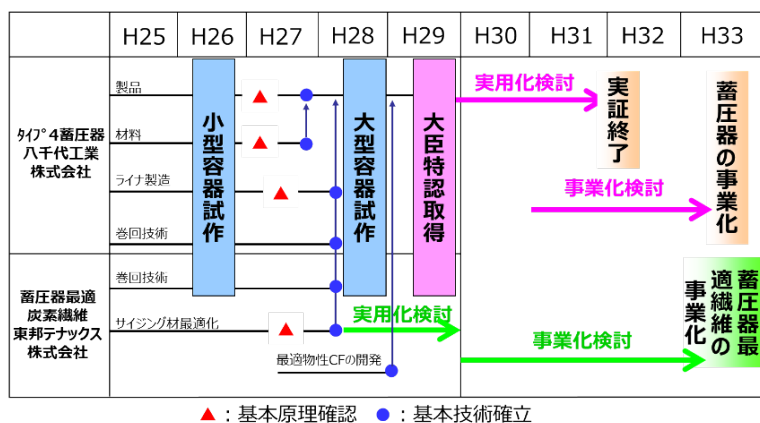 H25 H26 H27 H28 H29 H30 H31 H32 H33
ﾀｲﾌﾟ4蓄圧器
八千代工業
株式会社
製品
材料
ライナ製造
巻回技術
小型容器試作
大型容器試作
大臣特認取得
実用化検討
実証終了
事業化検討
蓄圧器の事業化
蓄圧器最適
炭素繊維
東邦テナックス
株式会社
巻回技術
サイジング材最適化
最適物性CFの開発
実用化検討
事業化検討
蓄圧器最
適繊維の
事業化
▲：基本原理確認 ●：基本技術確立